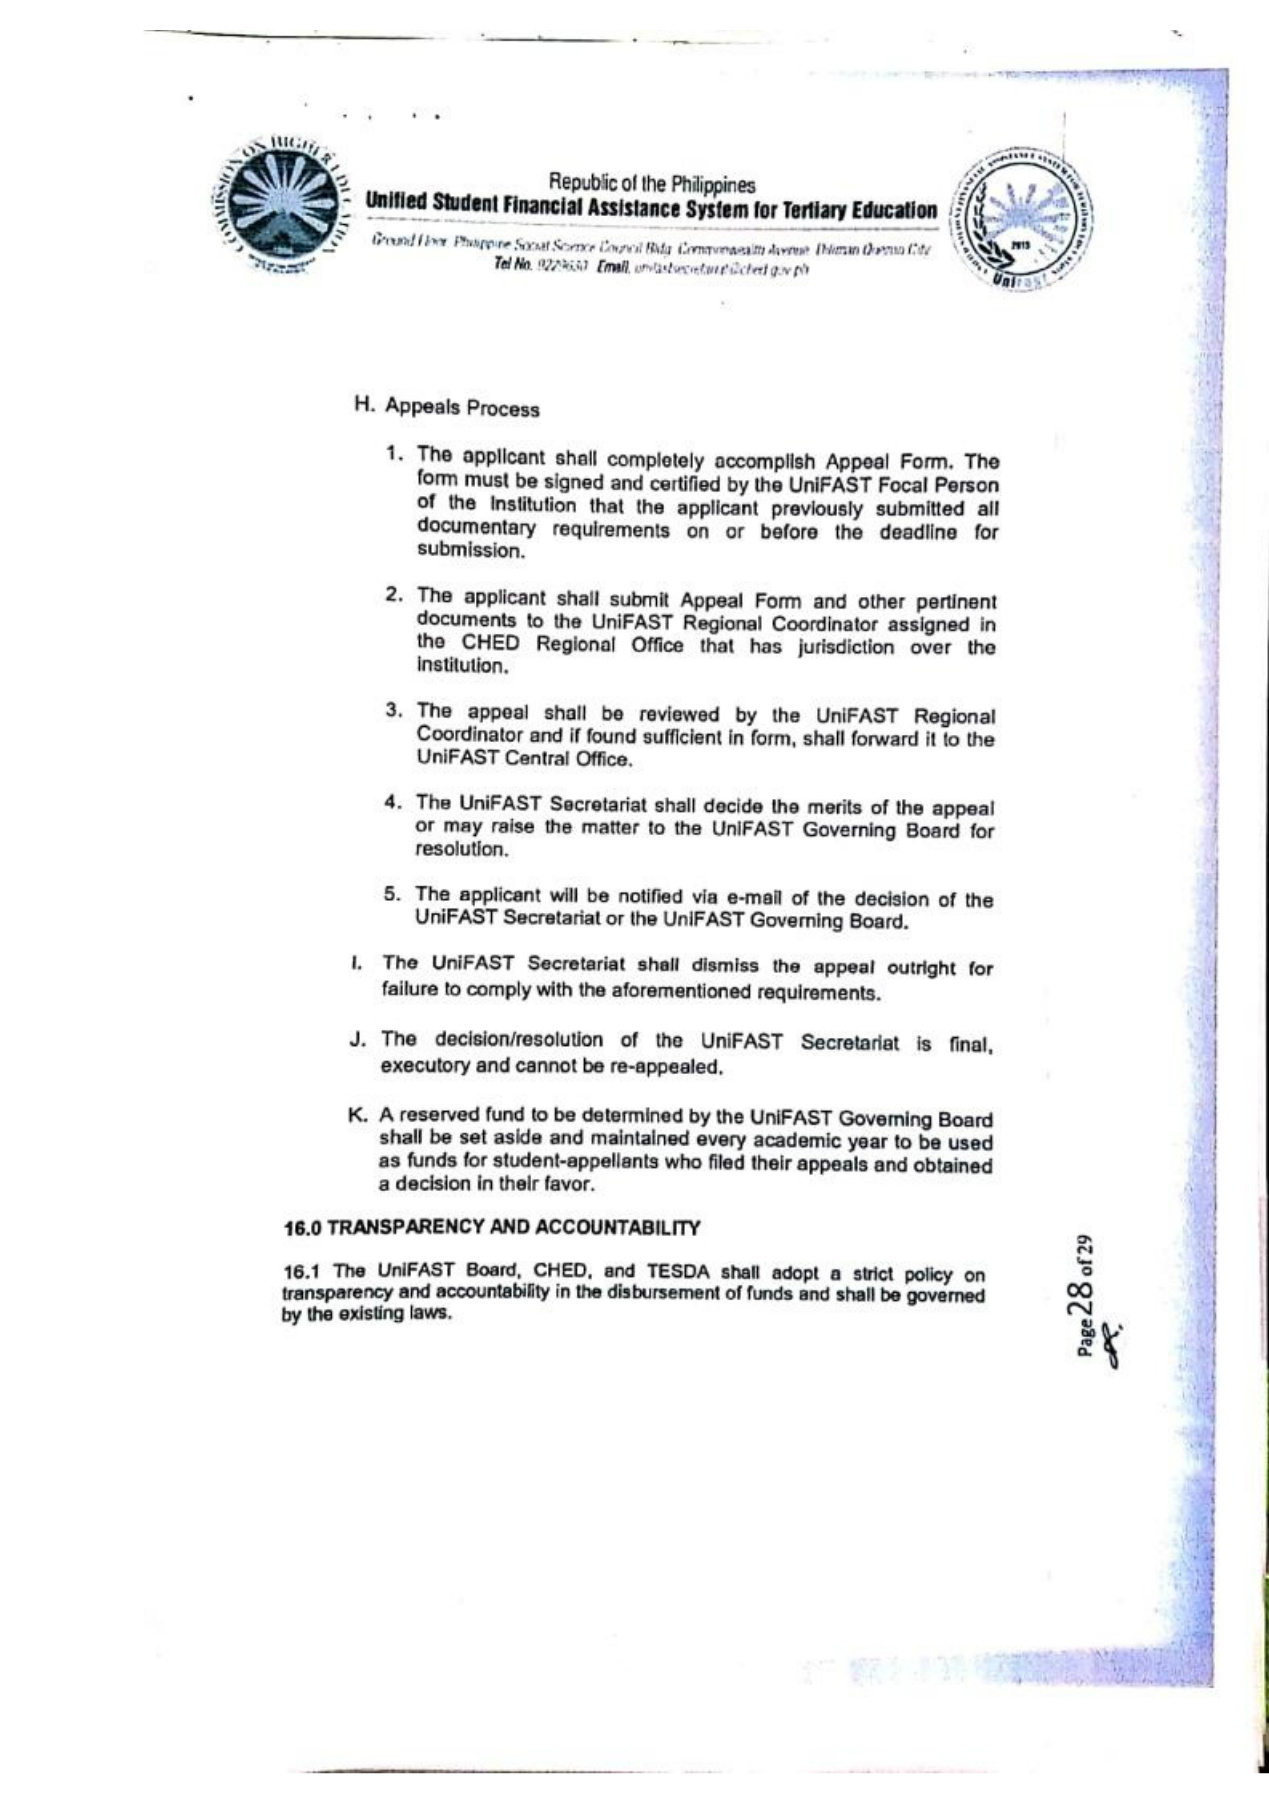 COMMISSION ON HIGHER EDUCATION
Republic of the Philippines
Unified Student Financial Assistance System for Tertiary Education
Ground Floor Philippine Social Science Council Bldg Commonwealth Avenue Diliman Quezon City
Tel No. Email.
2015
H. Appeals Process
1. The applicant shall completely accomplish Appeal Form. The
form must be signed and certified by the UniFAST Focal Person
of the Institution that the applicant previously submitted all
documentary requirements on or before the deadline for
submission.
2. The applicant shall submit Appeal Form and other pertinent
documents to the UniFAST Regional Coordinator assigned in
the CHED Regional Office that has jurisdiction over the
institution.
3. The appeal shall be reviewed by the UniFAST Regional
Coordinator and if found sufficient in form, shall forward it to the
UniFAST Central Office.
4. The UniFAST Secretariat shall decide the merits of the appeal
or may raise the matter to the UniFAST Governing Board for
resolution.
5. The applicant will be notified via e-mail of the decision of the
UniFAST Secretariat or the UniFAST Governing Board.
I. The UniFAST Secretariat shall dismiss the appeal outright for
failure to comply with the aforementioned requirements.
J. The decision/resolution of the UniFAST Secretariat is final,
executory and cannot be re-appealed.
K. A reserved fund to be determined by the UniFAST Governing Board
shall be set aside and maintained every academic year to be used
as funds for student-appellants who filed their appeals and obtained
a decision in their favor.
16.0 TRANSPARENCY AND ACCOUNTABILITY
16.1 The UniFAST Board, CHED, and TESDA shall adopt a strict policy on
transparency and accountability in the disbursement of funds and shall be governed
by the existing laws.
Page 28 of 29